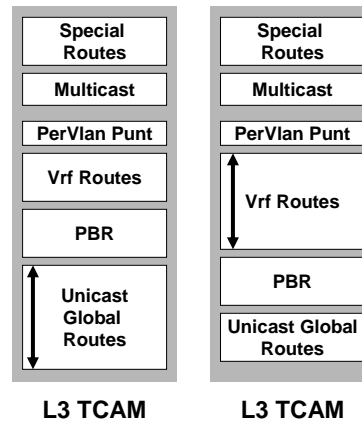 Special
Routes
Multicast
PerVlan Punt
Vrf Routes
PBR
Unicast
Global
Routes
L3 TCAM
Special
Routes
Multicast
PerVlan Punt
Vrf Routes
PBR
Unicast Global
Routes
L3 TCAM